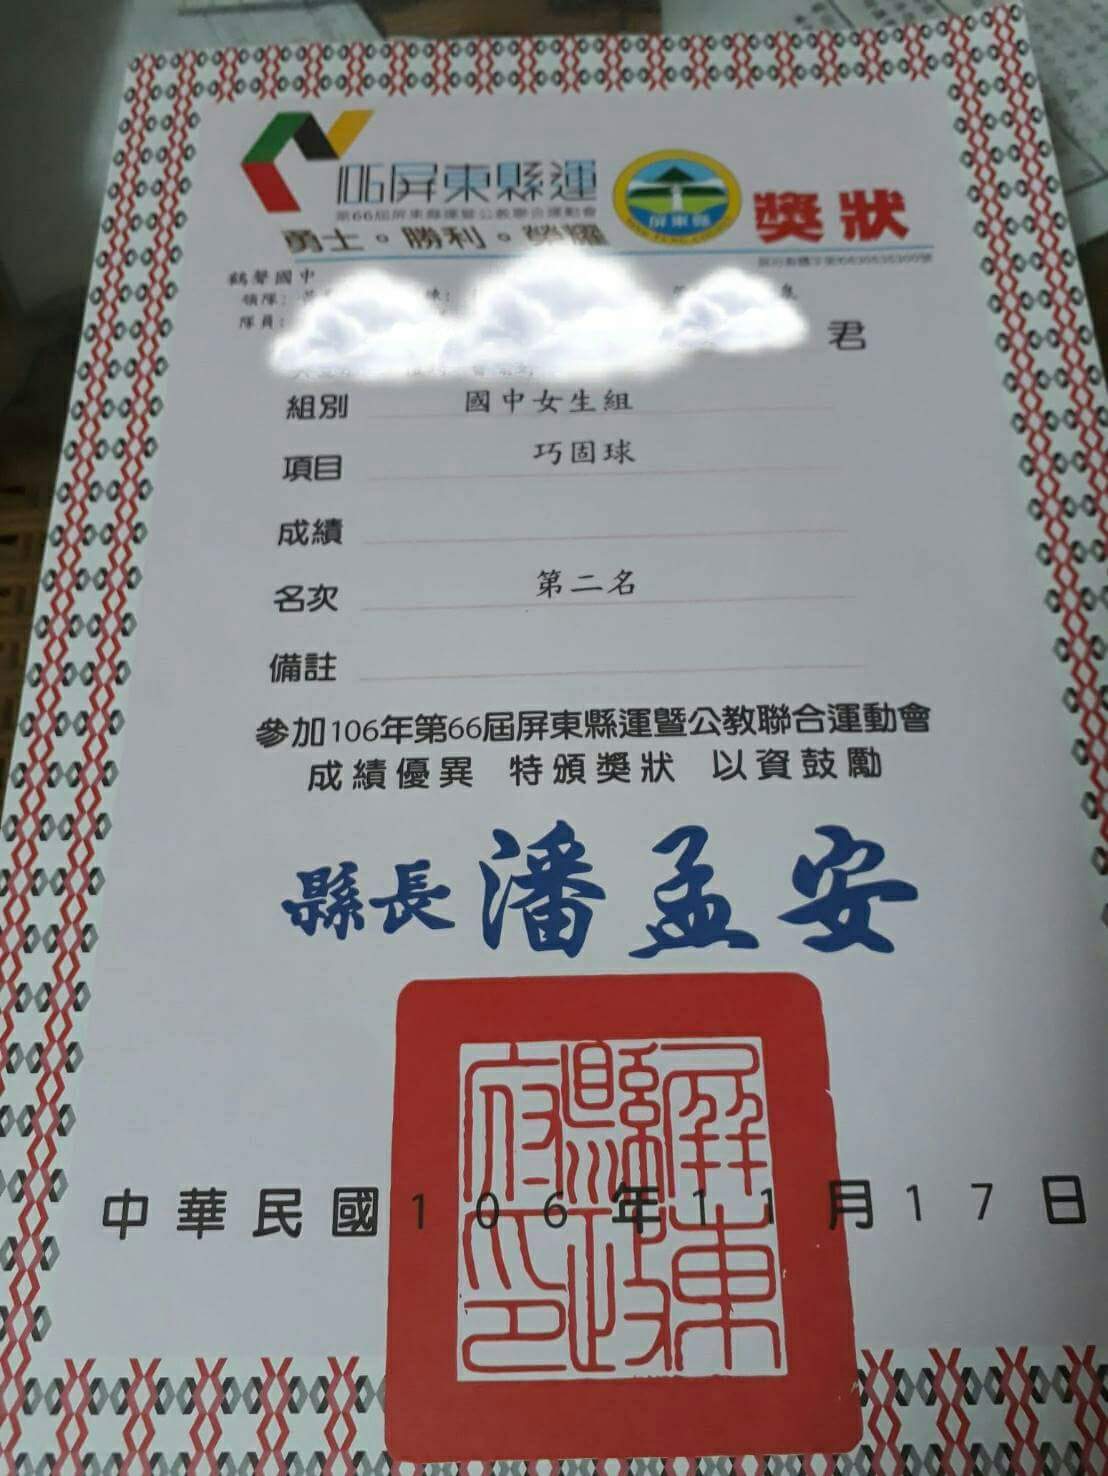 106屏東縣運
第66屆屏東縣運暨公教聯合運動會
勇士。勝利。榮耀
屏東縣
獎狀
鶴聲國中
領隊:
隊員:
君
組別 國中女生組
項目 巧固球
成績
名次 第二名
備註
參加106年第66屆屏東縣運暨公教聯合運動會
成績優異 特頒獎狀 以資鼓勵
縣長 潘孟安
屏東縣政府印
中華民國106年11月17日